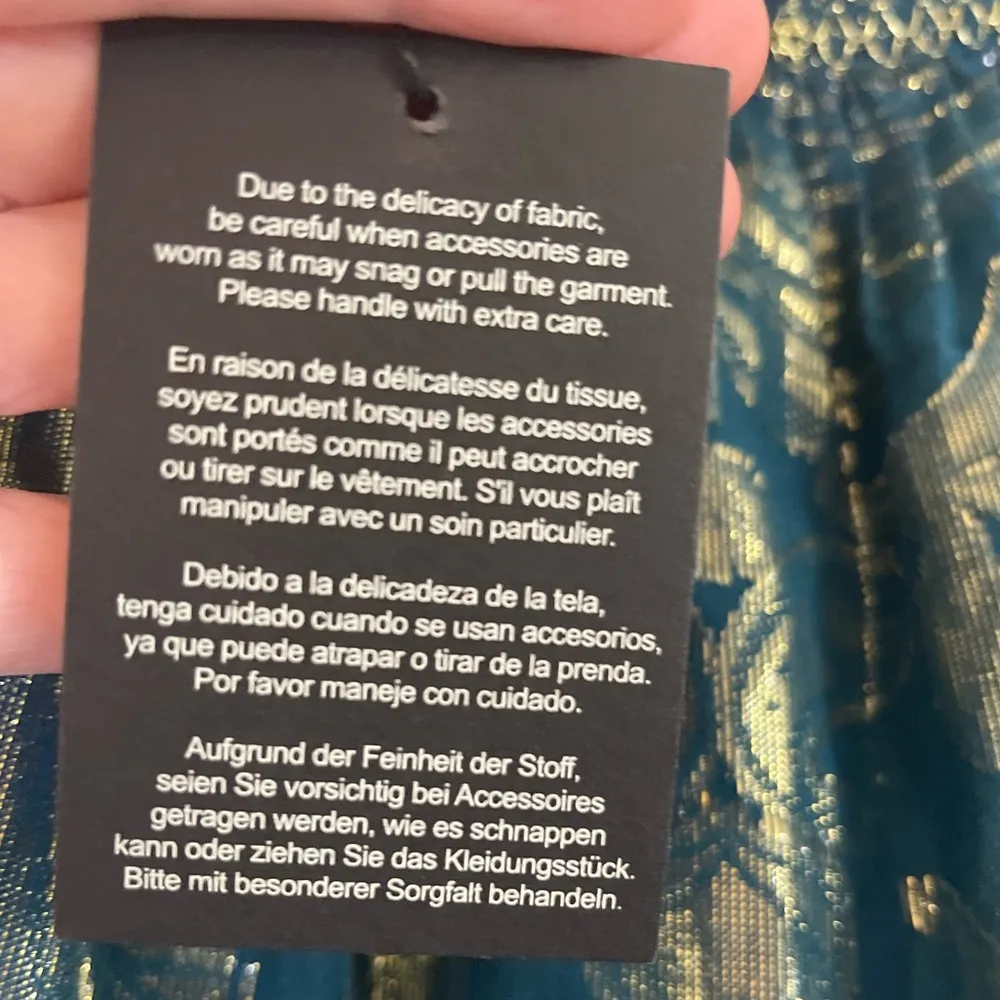 Due to the delicacy of fabric,
be careful when accessories are
worn as it may snag or pull the garment.
Please handle with extra care.
En raison de la délicatesse du tissue,
soyez prudent lorsque les accessories
sont portés comme il peut accrocher
ou tirer sur le vêtement. S'il vous plaît
manipuler avec un soin particulier.
Debido a la delicadeza de la tela,
tenga cuidado cuando se usan accesorios,
ya que puede atrapar o tirar de la prenda.
Por favor maneje con cuidado.
Aufgrund der Feinheit der Stoff,
seien Sie vorsichtig bei Accessoires
getragen werden, wie es schnappen
kann oder ziehen Sie das Kleidungsstück.
Bitte mit besonderer Sorgfalt behandeln.